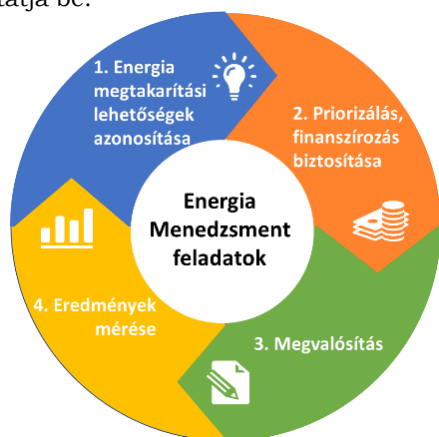 1. Energia
megtakarítási
lehetőségek
azonosítása
2. Priorizálás,
finanszírozás
biztosítása
Energia
Menedzsment
feladatok
4. Eredmények
mérése
3. Megvalósítás